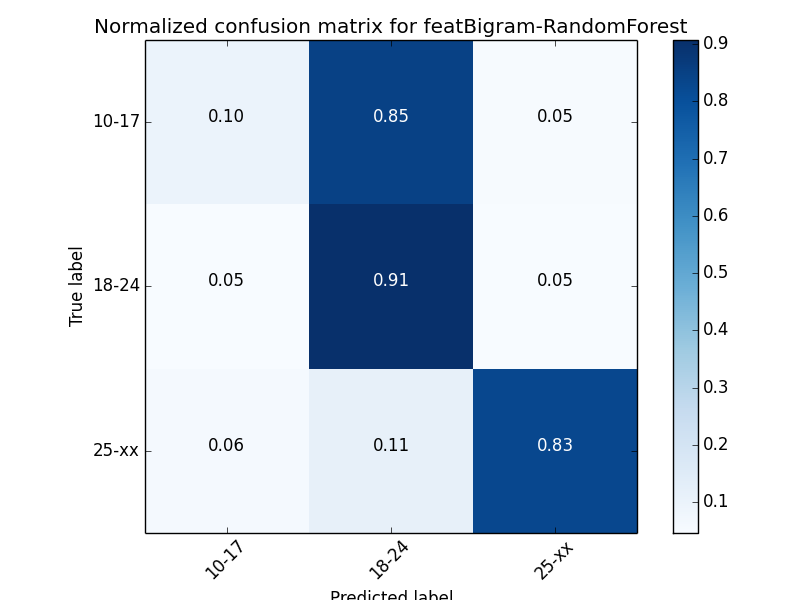 Normalized confusion matrix for featBigram-RandomForest
0.9
10-17 0.10 0.85 0.05
0.8
0.7
0.6
True label
18-24 0.05 0.91 0.05
0.5
0.4
0.3
25-xx 0.06 0.11 0.83
0.2
0.1
10-17 18-24 25-xx
Predicted label